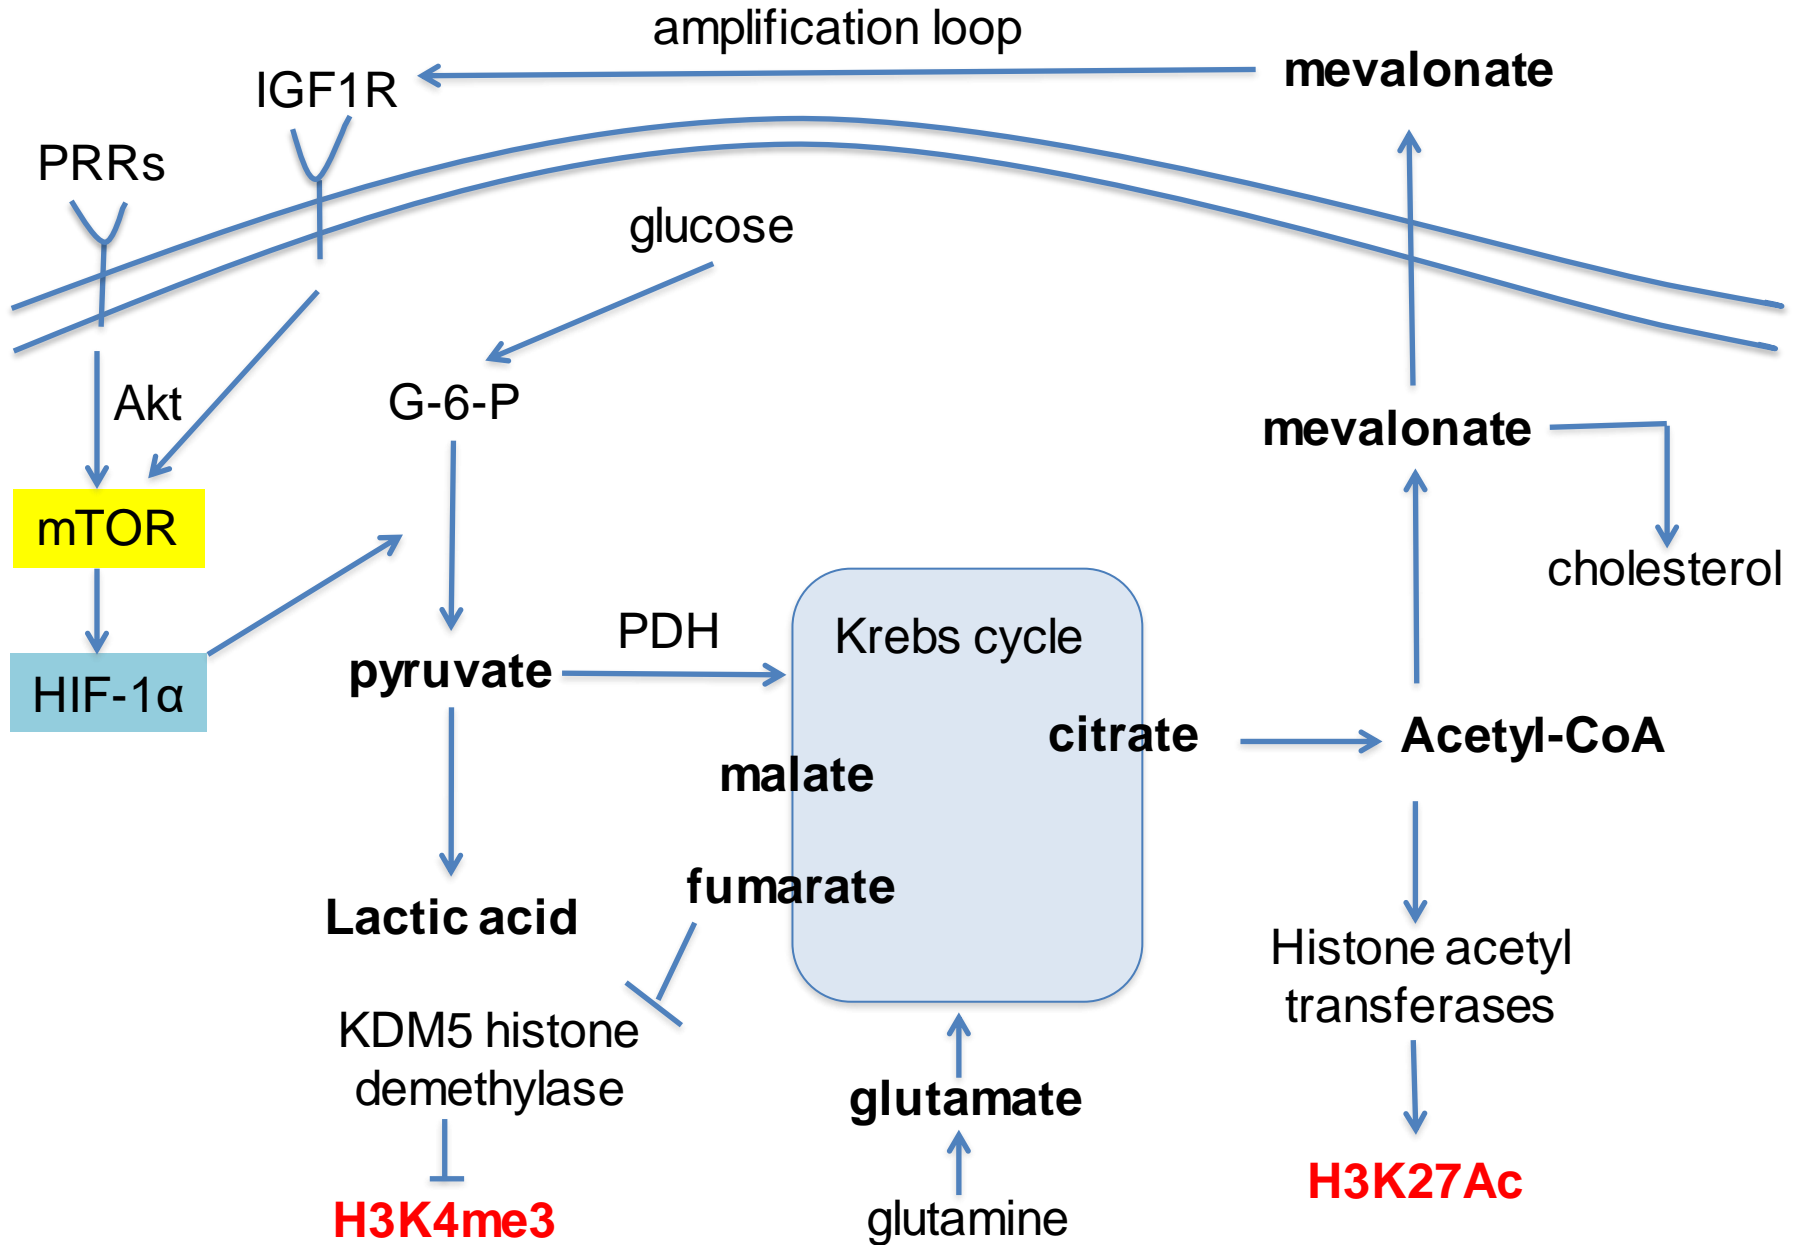 amplification loop
mevalonate
IGF1R
PRRs
glucose
Akt
G-6-P
mevalonate
mTOR
cholesterol
PDH
Krebs cycle
HIF-1α
pyruvate
citrate
Acetyl-CoA
malate
fumarate
Lactic acid
Histone acetyl
transferases
KDM5 histone
demethylase
glutamate
H3K27Ac
H3K4me3
glutamine